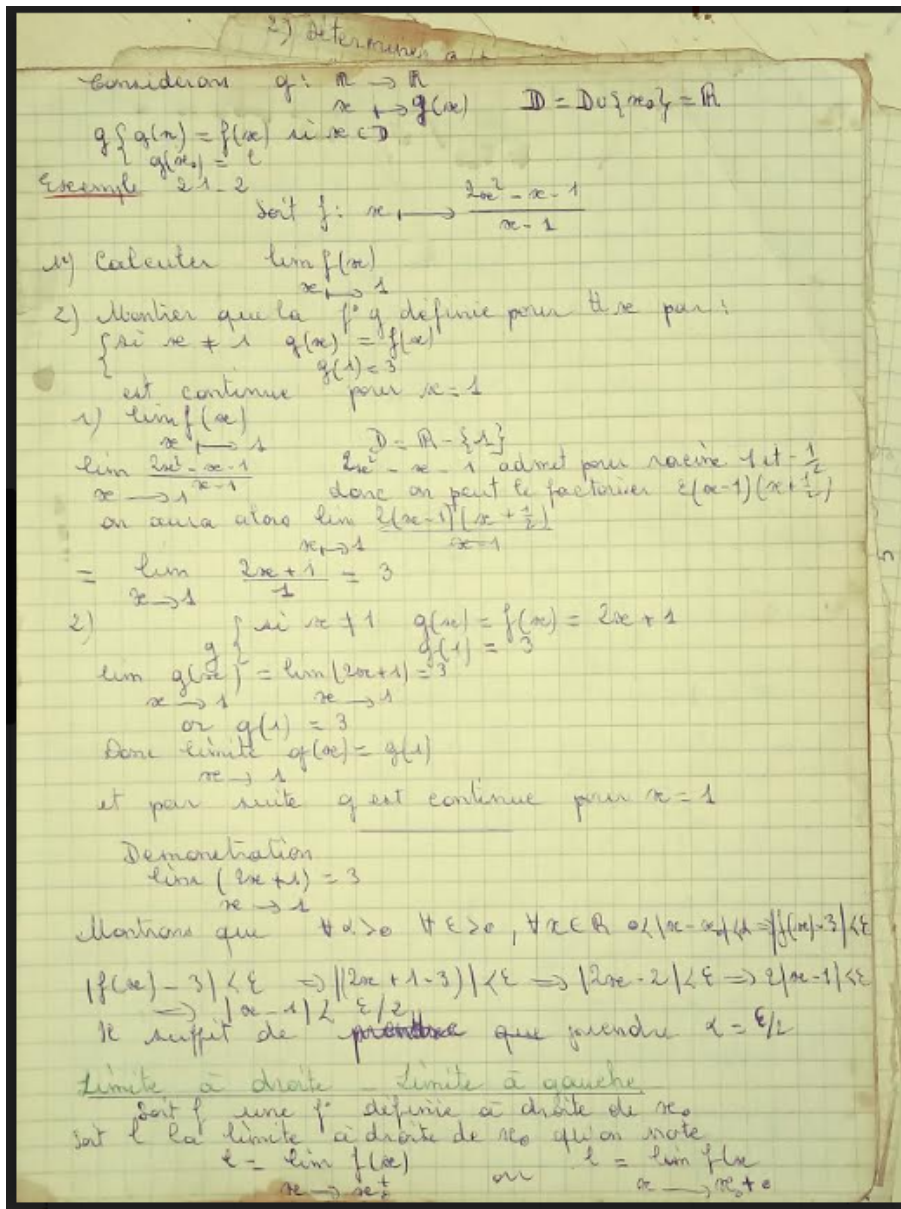 2) Déterminer
Considerons g: ℝ → ℝ
x ↦ g(x) D = D∪{x₀} = ℝ
g { g(x) = f(x) si x ∈ D
{ g(x₀) = l
Exemple 21-2
Soit f: x ↦ (2x² - x - 1)/(x - 1)
1) Calculer lim f(x)
x ↦ 1
2) Montrer que la f° g définie pour tt x par :
{ si x ≠ 1 g(x) = f(x)
g(1) = 3
est continue pour x = 1
1) lim f(x)
x ↦ 1 D = ℝ - {1}
lim (2x² - x - 1)/(x - 1) 2x² - x - 1 admet pour racine 1 et -1/2
x → 1 donc on peut le factoriser 2(x-1)(x+1/2)
on aura alors lim 2(x-1)(x + 1/2)/(x-1)
x ↦ 1
= lim (2x+1)/1 = 3
x → 1
2) g { si x ≠ 1 g(x) = f(x) = 2x + 1
g(1) = 3
lim g(x) = lim (2x+1) = 3
x → 1 x → 1
or g(1) = 3
Donc limite g(x) = g(1)
x → 1
et par suite g est continue pour x = 1
Demonstration
lim (2x+1) = 3
x → 1
Montrons que ∀ α > 0 ∀ ε > 0, ∀ x ∈ ℝ 0<|x - x₀|<α ⇒ |f(x)-3|<ε
|f(x) - 3| < ε ⇒ |(2x + 1 - 3)| < ε ⇒ |2x - 2| < ε ⇒ 2|x - 1| < ε
⇒ |x - 1| < ε/2
Il suffit de que prendre α = ε/2
Limite à droite - Limite à gauche
Soit f une f° définie à droite de x₀
Soit l la limite à droite de x₀ qu'on note
l = lim f(x) ou l = lim f(x
x → x₀⁺ x → x₀ + 0
5